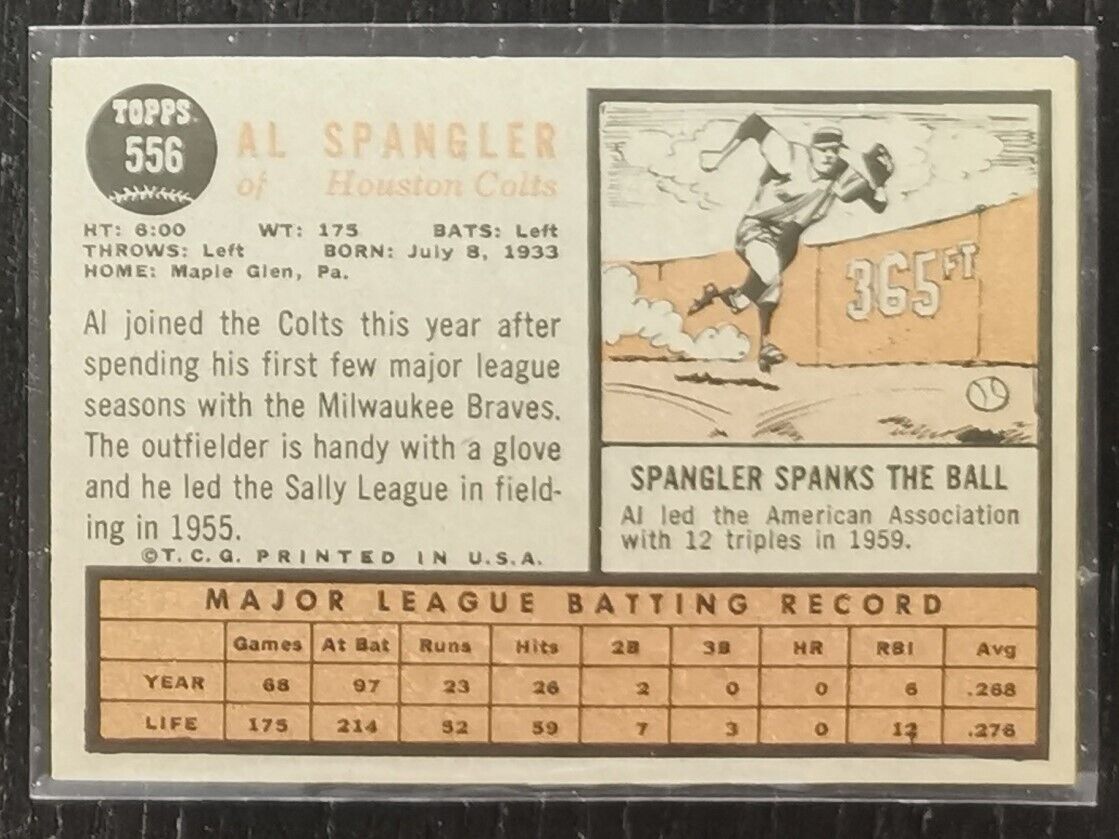 TOPPS
556
AL SPANGLER
of Houston Colts
HT: 6:00 WT: 175 BATS: Left
THROWS: Left BORN: July 8, 1933
HOME: Maple Glen, Pa.
Al joined the Colts this year after
spending his first few major league
seasons with the Milwaukee Braves.
The outfielder is handy with a glove
and he led the Sally League in field-
ing in 1955.
©T.C.G. PRINTED IN U.S.A.
365FT
SPANGLER SPANKS THE BALL
Al led the American Association
with 12 triples in 1959.
MAJOR LEAGUE BATTING RECORD
Games At Bat Runs Hits 2B 3B HR RBI Avg
YEAR 68 97 23 26 2 0 0 6 .268
LIFE 175 214 52 59 7 3 0 12 .276